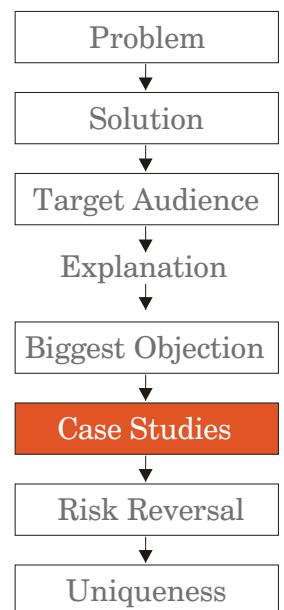 Problem
Solution
Target Audience
Explanation
Biggest Objection
Case Studies
Risk Reversal
Uniqueness